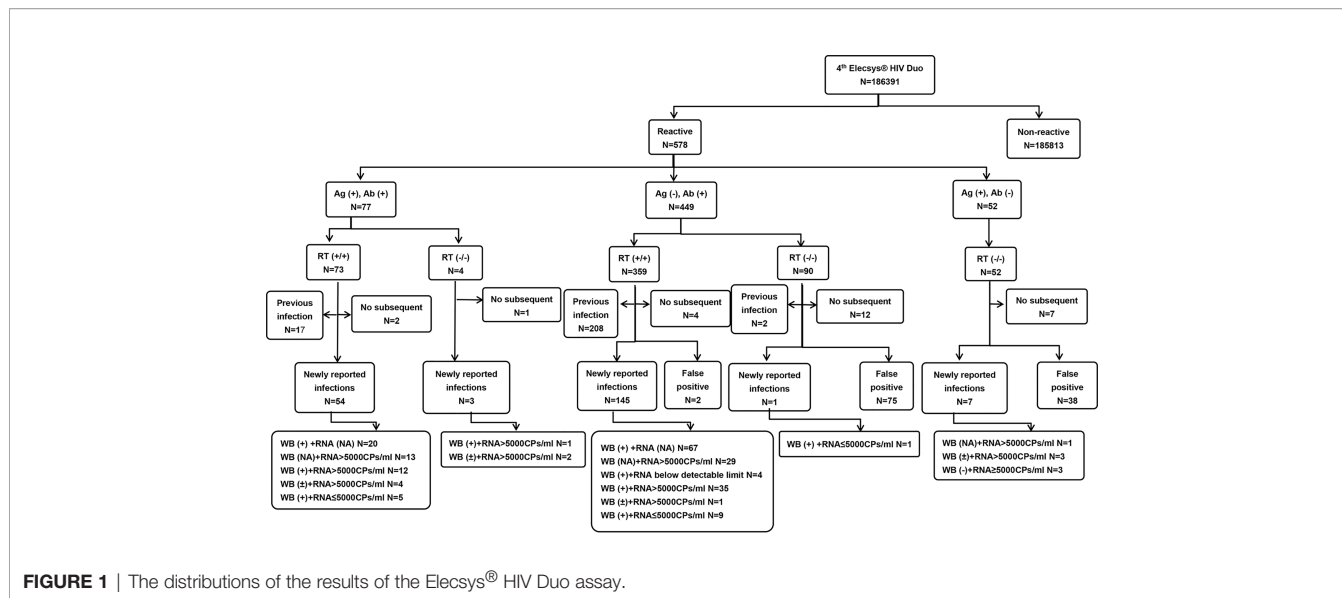 4th Elecsys® HIV Duo
N=186391
Reactive
N=578
Non-reactive
N=185813
Ag (+), Ab (+)
N=77
Ag (-), Ab (+)
N=449
Ag (+), Ab (-)
N=52
RT (+/+)
N=73
RT (-/-)
N=4
RT (+/+)
N=359
RT (-/-)
N=90
RT (-/-)
N=52
Previous
infection
N=17
No subsequent
N=2
No subsequent
N=1
Previous
infection
N=208
No subsequent
N=4
Previous
infection
N=2
No subsequent
N=12
No subsequent
N=7
Newly reported
infections
N=54
Newly reported
infections
N=3
Newly reported
infections
N=145
False
positive
N=2
Newly reported
infections
N=1
False
positive
N=75
Newly reported
infections
N=7
False
positive
N=38
WB (+) +RNA (NA) N=20
WB (NA)+RNA>5000CPs/ml N=13
WB (+)+RNA>5000CPs/ml N=12
WB (±)+RNA>5000CPs/ml N=4
WB (+)+RNA≤5000CPs/ml N=5
WB (+)+RNA>5000CPs/ml N=1
WB (±)+RNA>5000CPs/ml N=2
WB (+) +RNA (NA) N=67
WB (NA)+RNA>5000CPs/ml N=29
WB (+)+RNA below detectable limit N=4
WB (+)+RNA>5000CPs/ml N=35
WB (±)+RNA>5000CPs/ml N=1
WB (+)+RNA≤5000CPs/ml N=9
WB (+) +RNA≤5000CPs/ml N=1
WB (NA)+RNA>5000CPs/ml N=1
WB (±)+RNA>5000CPs/ml N=3
WB (-)+RNA≥5000CPs/ml N=3
FIGURE 1 | The distributions of the results of the Elecsys® HIV Duo assay.